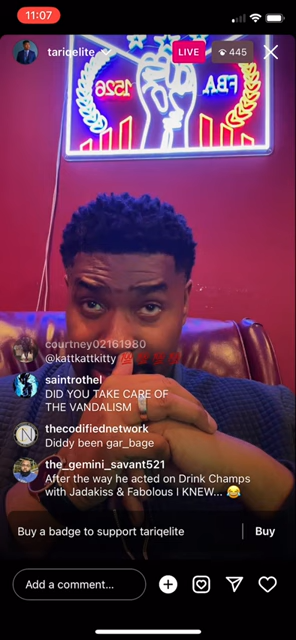 11:07
tariqelite
LIVE
445
1526
FBA
courtney02161980
@kattkattkitty 💯
saintrothel
DID YOU TAKE CARE OF
THE VANDALISM
thecodifiednetwork
Diddy been gar_bage
the_gemini_savant521
After the way he acted on Drink Champs
with Jadakiss & Fabolous I KNEW... 😂
Buy a badge to support tariqelite
Buy
Add a comment...